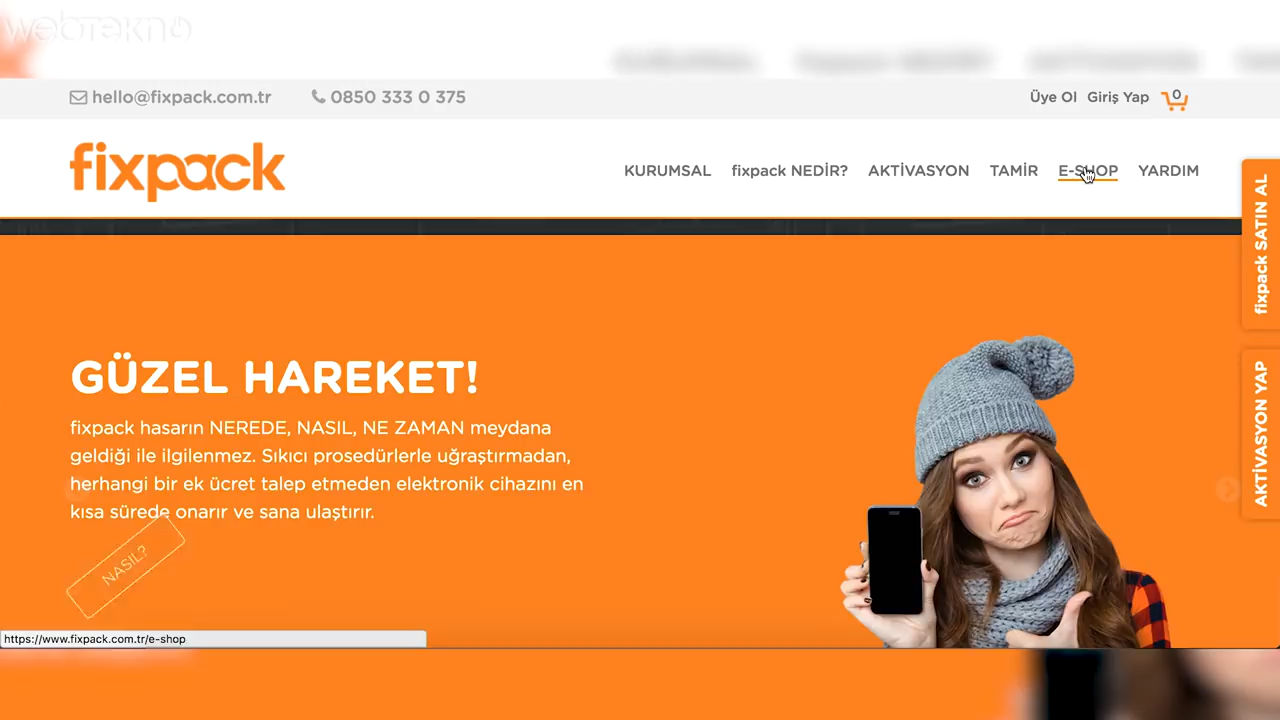 webtekno
hello@fixpack.com.tr
0850 333 0 375
Üye Ol
Giriş Yap
0
fixpack
KURUMSAL
fixpack NEDİR?
AKTİVASYON
TAMİR
E-SHOP
YARDIM
fixpack SATIN AL
AKTİVASYON YAP
GÜZEL HAREKET!
fixpack hasarın NEREDE, NASIL, NE ZAMAN meydana
geldiği ile ilgilenmez. Sıkıcı prosedürlerle uğraştırmadan,
herhangi bir ek ücret talep etmeden elektronik cihazını en
kısa sürede onarır ve sana ulaştırır.
NASIL?
https://www.fixpack.com.tr/e-shop